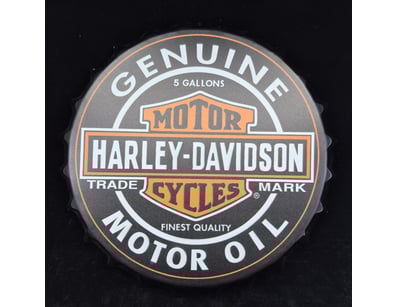 GENUINE
5 GALLONS
MOTOR
HARLEY-DAVIDSON
TRADE MARK
CYCLES®
FINEST QUALITY
MOTOR OIL